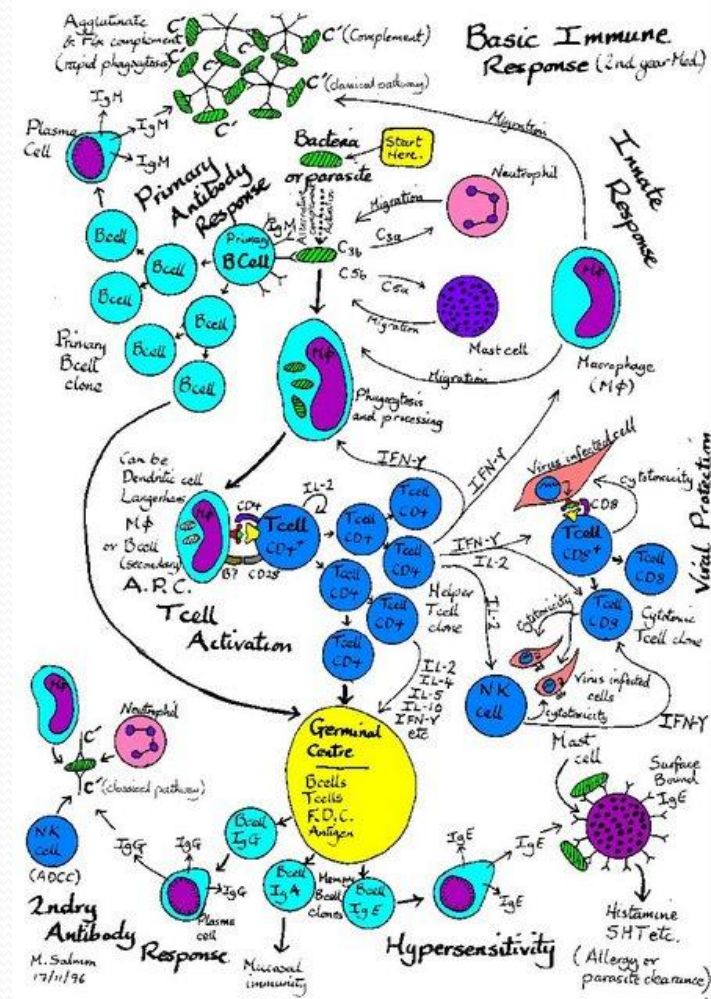 Basic Immune
Response (2nd year Med.)
Agglutinate
& Fix complement
(rapid phagocytosis)
C'
C'
C'
C'
C'
C' (Complement)
C' (classical pathway)
IgM
IgM
IgM
Plasma
Cell
Primary
Antibody
Response
Bacteria
or parasite
Start
Here.
Alternative
complement
Activation
Migration
Neutrophil
Innate
Response
IgM
Primary
B Cell
C3b
C3a
Migration
C5b
C5a
Migration
Mast cell
Bcell
Bcell
Bcell
Bcell
Bcell
Bcell
Primary
Bcell
clone
MΦ
Macrophage
(MΦ)
Migration
MΦ
Phagocytosis
and processing
IFN-γ
IFN-γ
Can be
Dendritic cell
Langerhans
MΦ
or Bcell
(secondary)
A.P.C.
MΦ
CD4
B7
CD28
IL-2
Tcell
CD4+
Tcell
CD4
Tcell
CD4
Tcell
CD4
Tcell
CD4
Tcell
CD4
Tcell
CD4
Helper
Tcell
clone
Tcell
Activation
Virus infected cell
Cytotoxicity
CD8
Tcell
CD8+
Tcell
CD8
Tcell
CD8
Cytotoxic
Tcell clone
Viral Protection
IFN-γ
IL-2
IL-2
Cytotoxicity
Virus infected
cells
Cytotoxicity
NK
cell
IFN-γ
IL-2
IL-4
IL-5
IL-10
IFN-γ
etc
Germinal
Centre
Bcells
Tcells
F.D.C.
Antigen
MΦ
Neutrophil
C'
C' (classical pathway)
NK
cell
(ADCC)
IgG
IgG
IgG
Plasma
cell
Bcell
IgG
Bcell
IgA
Memory
Bcell
clones
Bcell
IgE
Mucosal
immunity
IgE
IgE
IgE
Mast
cell
Surface
Bound
IgE
Histamine
5HT etc.
(Allergy or
parasite clearance)
Hypersensitivity
2ndry
Antibody
Response
M. Salmon
17/11/96